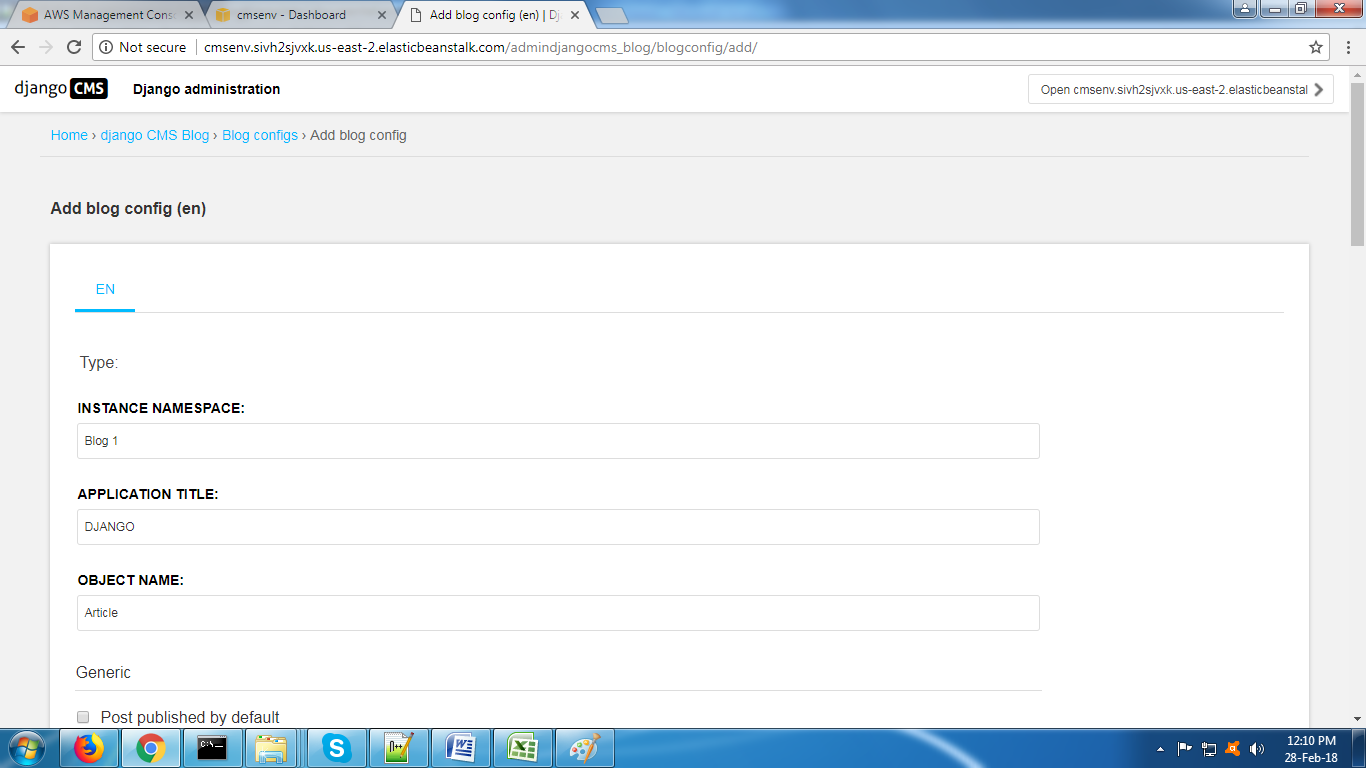 AWS Management Cons
cmsenv - Dashboard
Add blog config (en) | Dj
Not secure
cmsenv.sivh2sjvxk.us-east-2.elasticbeanstalk.com/admindjangocms_blog/blogconfig/add/
django CMS
Django administration
Open cmsenv.sivh2sjvxk.us-east-2.elasticbeanstal
Home › django CMS Blog › Blog configs › Add blog config
Add blog config (en)
EN
Type:
INSTANCE NAMESPACE:
Blog 1
APPLICATION TITLE:
DJANGO
OBJECT NAME:
Article
Generic
Post published by default
12:10 PM
28-Feb-18